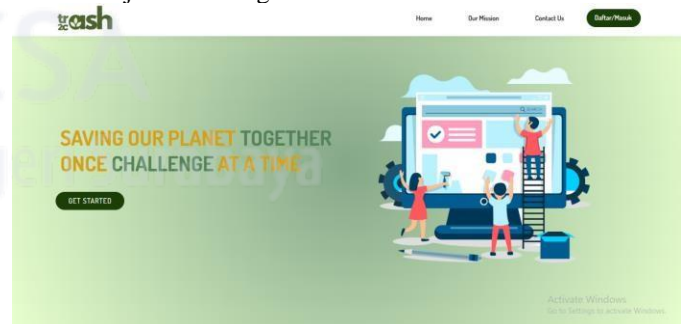 trash
2c
Home Our Mission Contact Us Daftar/Masuk
SAVING OUR PLANET TOGETHER
ONCE CHALLENGE AT A TIME
GET STARTED
Activate Windows
Go to Settings to activate Windows.